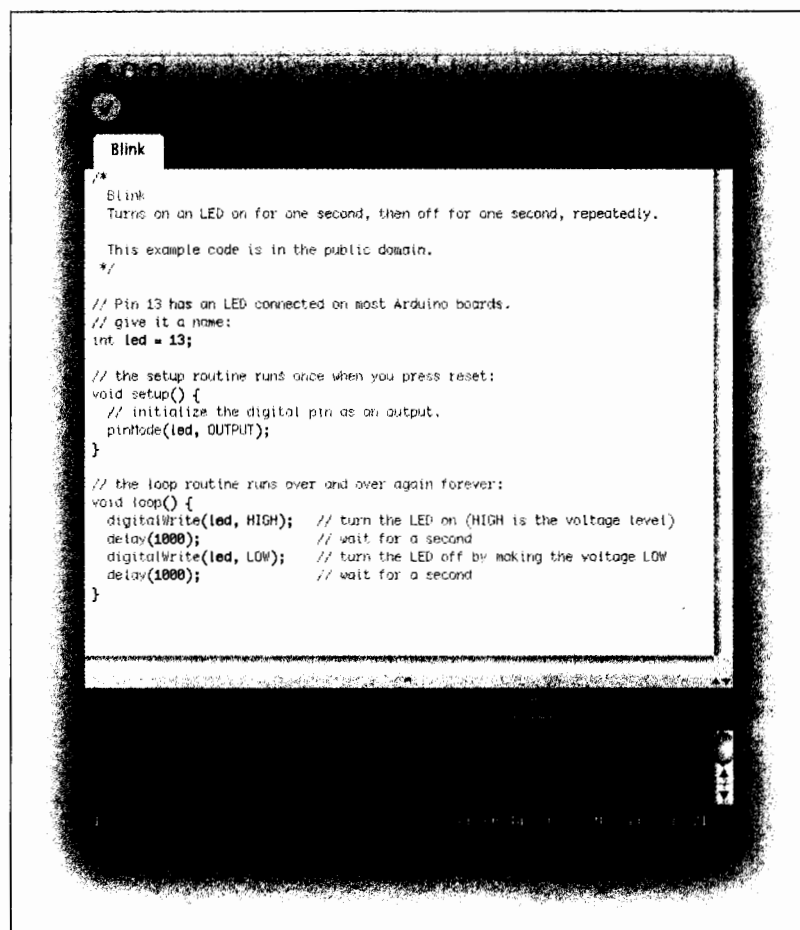 Blink
/*
  Blink
  Turns on an LED on for one second, then off for one second, repeatedly.

  This example code is in the public domain.
 */

// Pin 13 has an LED connected on most Arduino boards.
// give it a name:
int led = 13;

// the setup routine runs once when you press reset:
void setup() {
  // initialize the digital pin as an output.
  pinMode(led, OUTPUT);
}

// the loop routine runs over and over again forever:
void loop() {
  digitalWrite(led, HIGH);   // turn the LED on (HIGH is the voltage level)
  delay(1000);               // wait for a second
  digitalWrite(led, LOW);    // turn the LED off by making the voltage LOW
  delay(1000);               // wait for a second
}